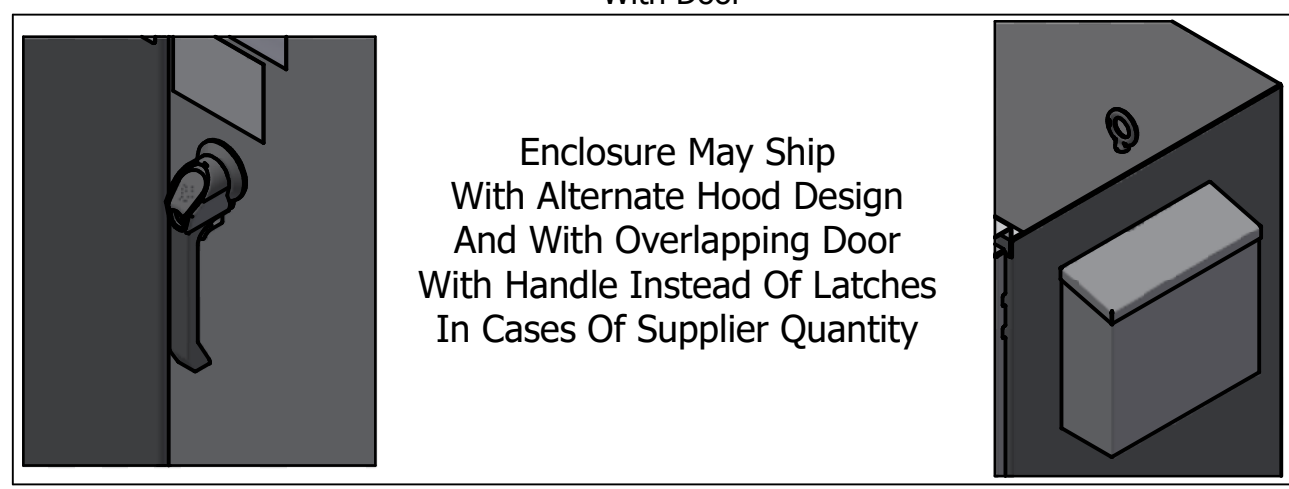 With Door
Enclosure May Ship
With Alternate Hood Design
And With Overlapping Door
With Handle Instead Of Latches
In Cases Of Supplier Quantity